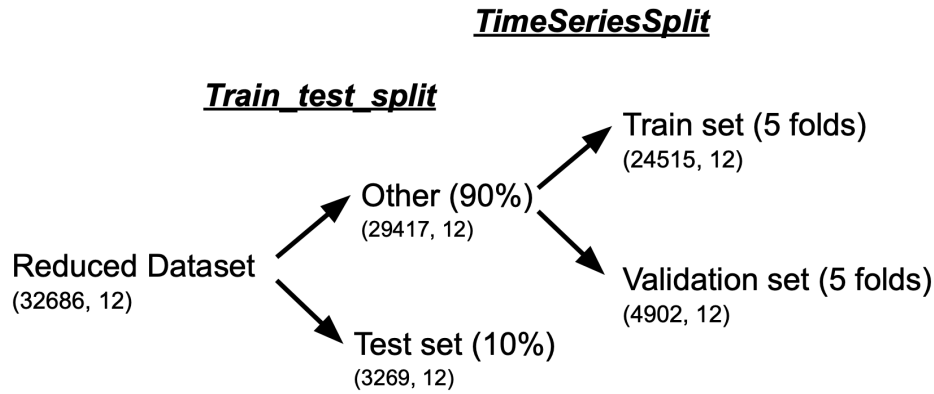 TimeSeriesSplit
Train_test_split
Train set (5 folds)
(24515, 12)
Other (90%)
(29417, 12)
Reduced Dataset
(32686, 12)
Validation set (5 folds)
(4902, 12)
Test set (10%)
(3269, 12)